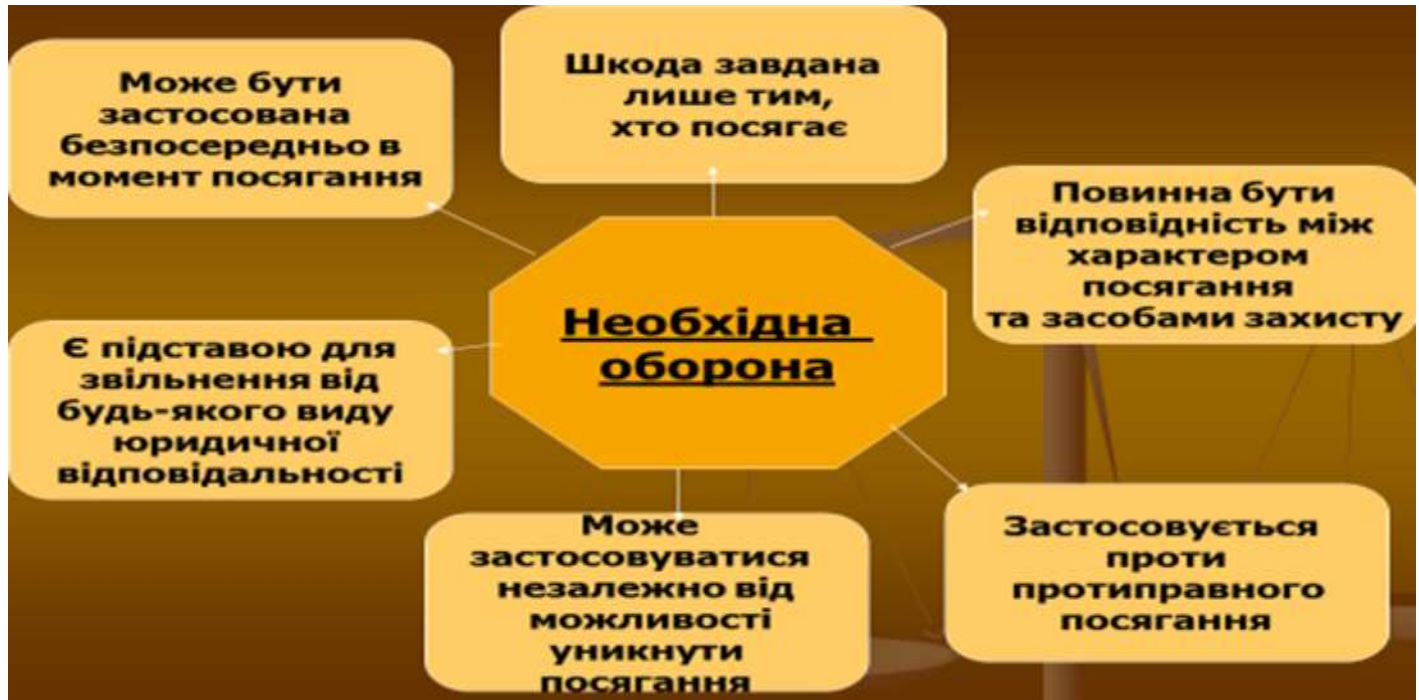 Може бути
застосована
безпосередньо в
момент посягання
Шкода завдана
лише тим,
хто посягає
Повинна бути
відповідність між
характером
посягання
та засобами захисту
Необхідна
оборона
Є підставою для
звільнення від
будь-якого виду
юридичної
відповідальності
Може
застосовуватися
незалежно від
можливості
уникнути
посягання
Застосовується
проти
протиправного
посягання